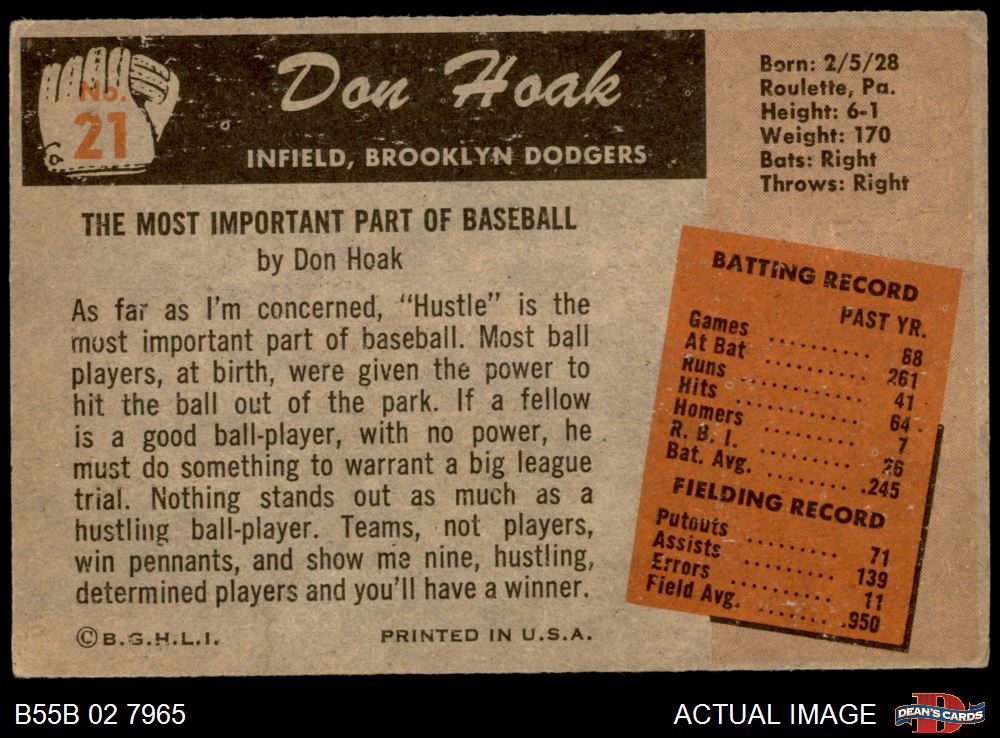 No.
21
Don Hoak
INFIELD, BROOKLYN DODGERS
Born: 2/5/28
Roulette, Pa.
Height: 6-1
Weight: 170
Bats: Right
Throws: Right
THE MOST IMPORTANT PART OF BASEBALL
by Don Hoak
As far as I'm concerned, "Hustle" is the
most important part of baseball. Most ball
players, at birth, were given the power to
hit the ball out of the park. If a fellow
is a good ball-player, with no power, he
must do something to warrant a big league
trial. Nothing stands out as much as a
hustling ball-player. Teams, not players,
win pennants, and show me nine, hustling,
determined players and you'll have a winner.
©B.G.H.L.I.
PRINTED IN U.S.A.
BATTING RECORD
PAST YR.
Games .......... 68
At Bat .......... 261
Runs .......... 41
Hits .......... 64
Homers .......... 7
R. B. I. .......... 26
Bat. Avg. ........ .245
FIELDING RECORD
Putouts .......... 71
Assists .......... 139
Errors .......... 11
Field Avg. ........ .950
B55B 02 7965
ACTUAL IMAGE
D
DEAN'S CARDS